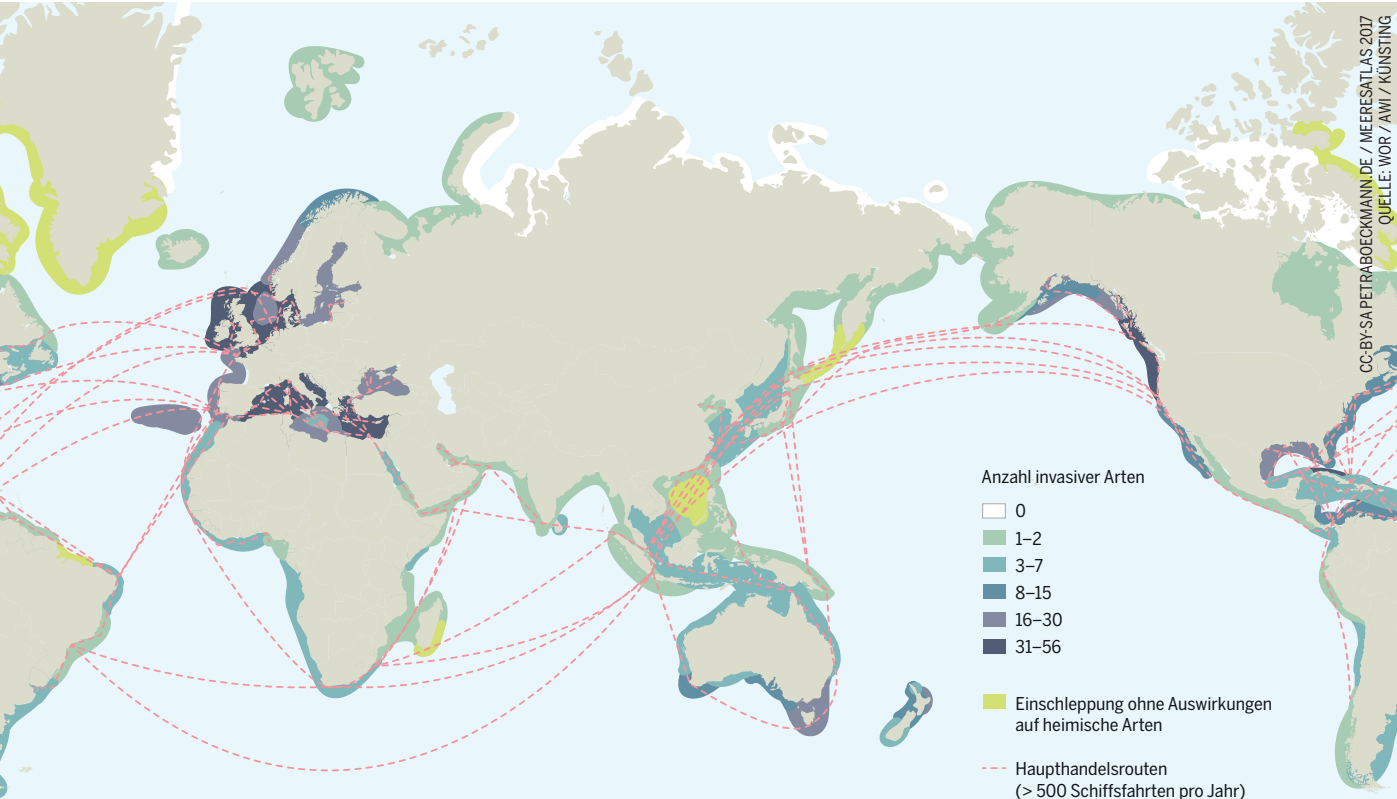 CC-BY-SA PETRABOECKMANN.DE / MEERESATLAS 2017
QUELLE: WOR / AWI / KÜNSTING
Anzahl invasiver Arten
0
1–2
3–7
8–15
16–30
31–56
Einschleppung ohne Auswirkungen
auf heimische Arten
Haupthandelsrouten
(> 500 Schiffsfahrten pro Jahr)